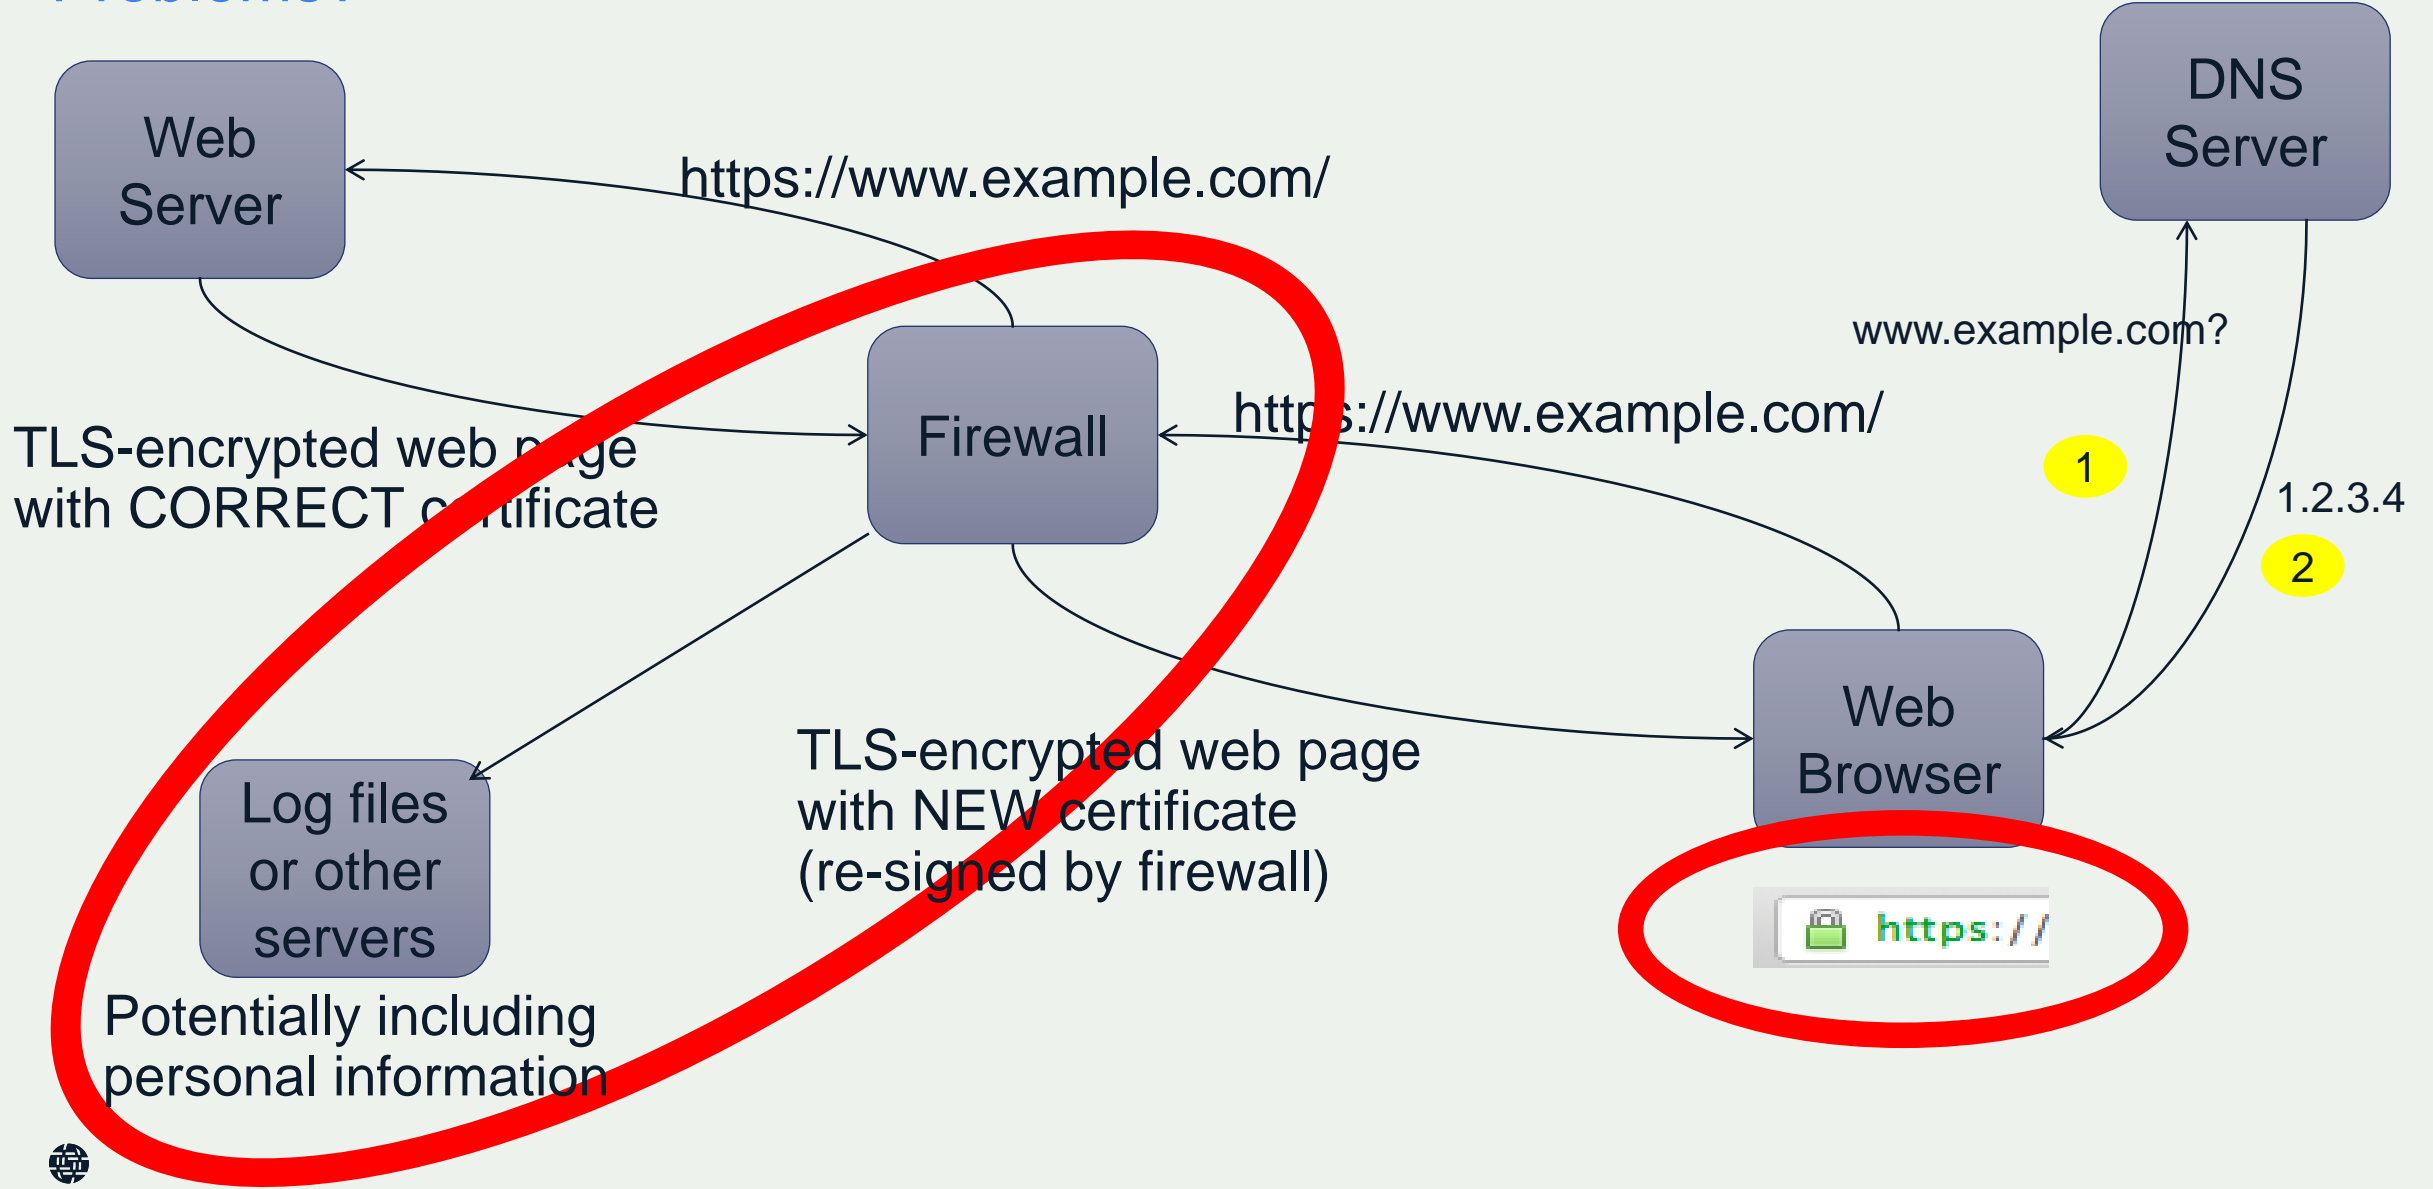 Problems?
DNS
Server
Web
Server
https://www.example.com/
www.example.com?
https://www.example.com/
Firewall
1
TLS-encrypted web page
with CORRECT certificate
1.2.3.4
2
Web
Browser
TLS-encrypted web page
with NEW certificate
(re-signed by firewall)
Log files
or other
servers
https://
Potentially including
personal information